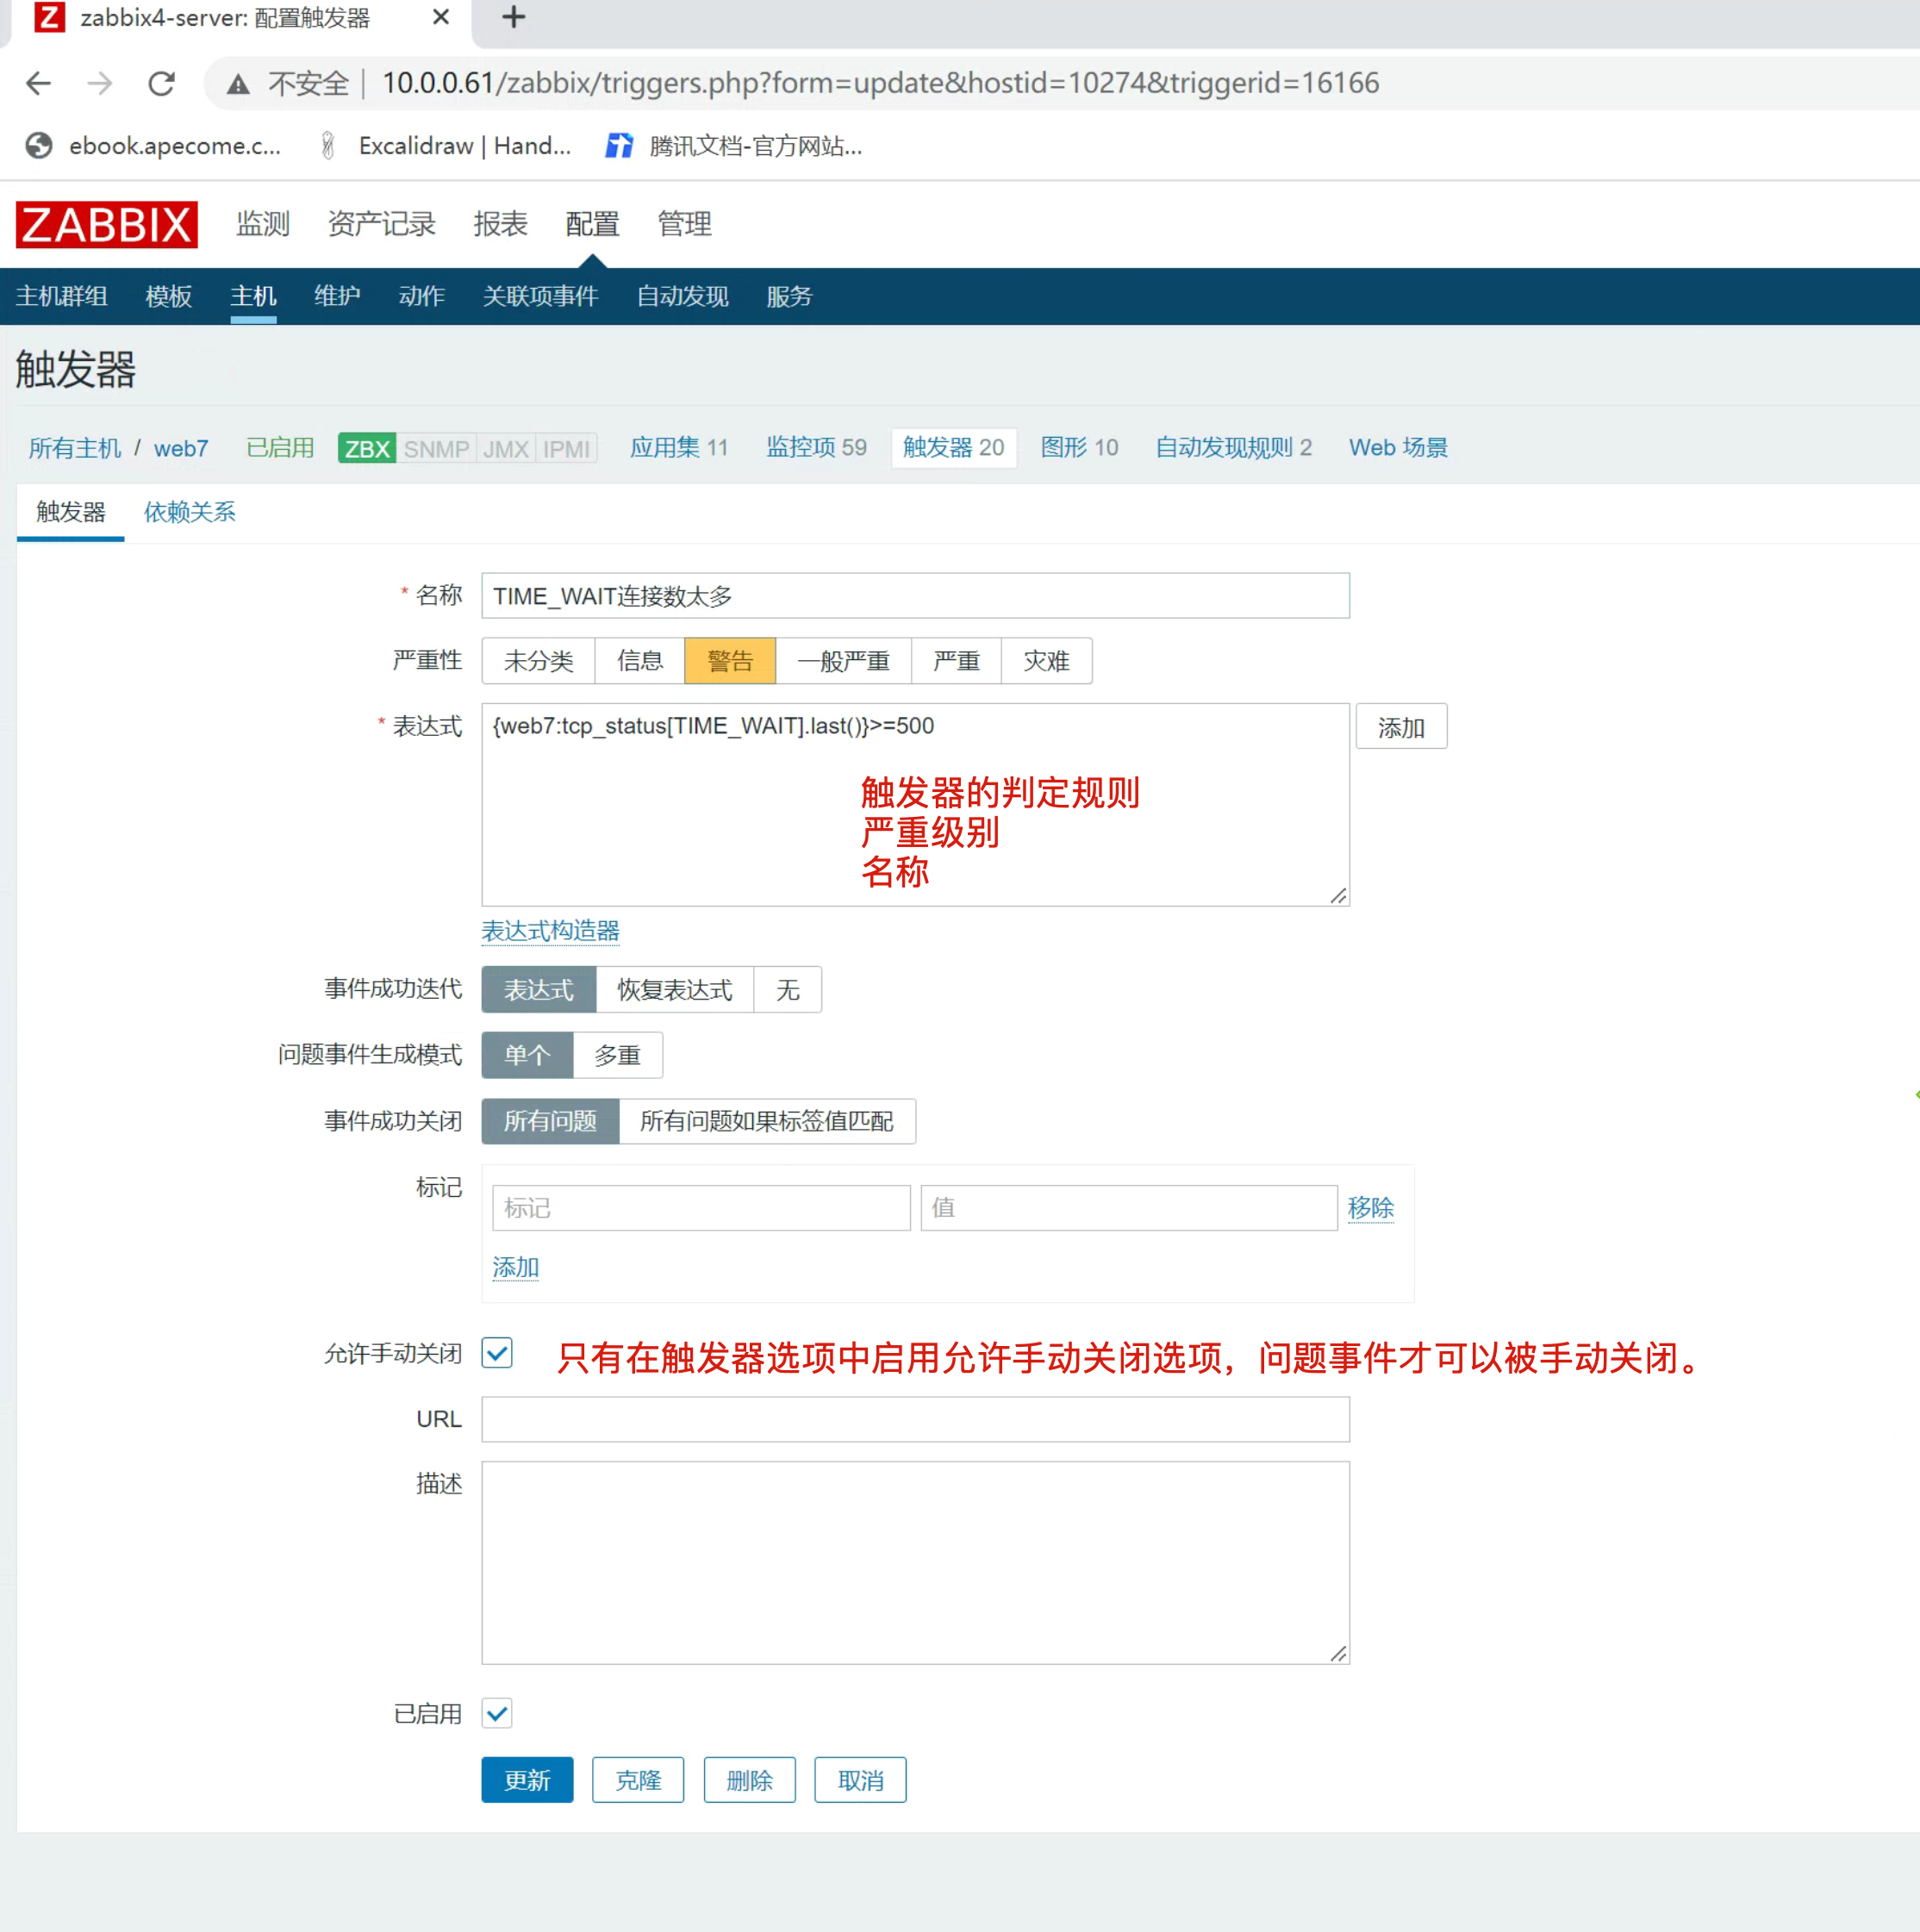 Z zabbix4-server: 配置触发器
不安全 | 10.0.0.61/zabbix/triggers.php?form=update&hostid=10274&triggerid=16166
ebook.apecome.c... Excalidraw | Hand... 腾讯文档-官方网站...
ZABBIX 监测 资产记录 报表 配置 管理
主机群组 模板 主机 维护 动作 关联项事件 自动发现 服务
触发器
所有主机 / web7 已启用 ZBX SNMP JMX IPMI 应用集 11 监控项 59 触发器 20 图形 10 自动发现规则 2 Web 场景
触发器 依赖关系
* 名称 TIME_WAIT连接数太多
严重性 未分类 信息 警告 一般严重 严重 灾难
* 表达式 {web7:tcp_status[TIME_WAIT].last()}>=500 添加
触发器的判定规则
严重级别
名称
表达式构造器
事件成功迭代 表达式 恢复表达式 无
问题事件生成模式 单个 多重
事件成功关闭 所有问题 所有问题如果标签值匹配
标记 标记 值 移除
添加
允许手动关闭 只有在触发器选项中启用允许手动关闭选项，问题事件才可以被手动关闭。
URL
描述
已启用
更新 克隆 删除 取消